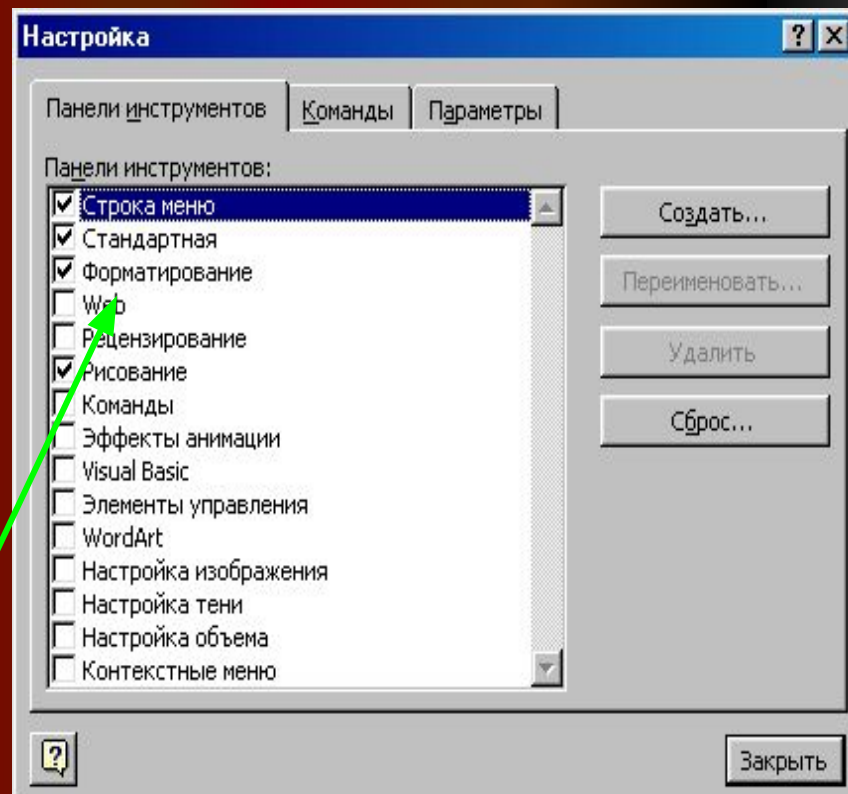 Настройка
Панели инструментов Команды Параметры
Панели инструментов:
Строка меню
Стандартная
Форматирование
Web
Рецензирование
Рисование
Команды
Эффекты анимации
Visual Basic
Элементы управления
WordArt
Настройка изображения
Настройка тени
Настройка объема
Контекстные меню
Создать...
Переименовать...
Удалить
Сброс...
Закрыть